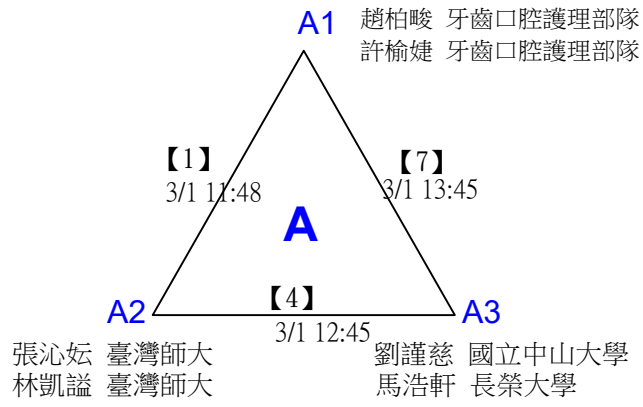 A1 趙柏畯 牙齒口腔護理部隊
許榆婕 牙齒口腔護理部隊
【1】
3/1 11:48
【7】
3/1 13:45
A
A2
【4】
3/1 12:45
A3
張沁妘 臺灣師大
林凱謚 臺灣師大
劉謹慈 國立中山大學
馬浩軒 長榮大學